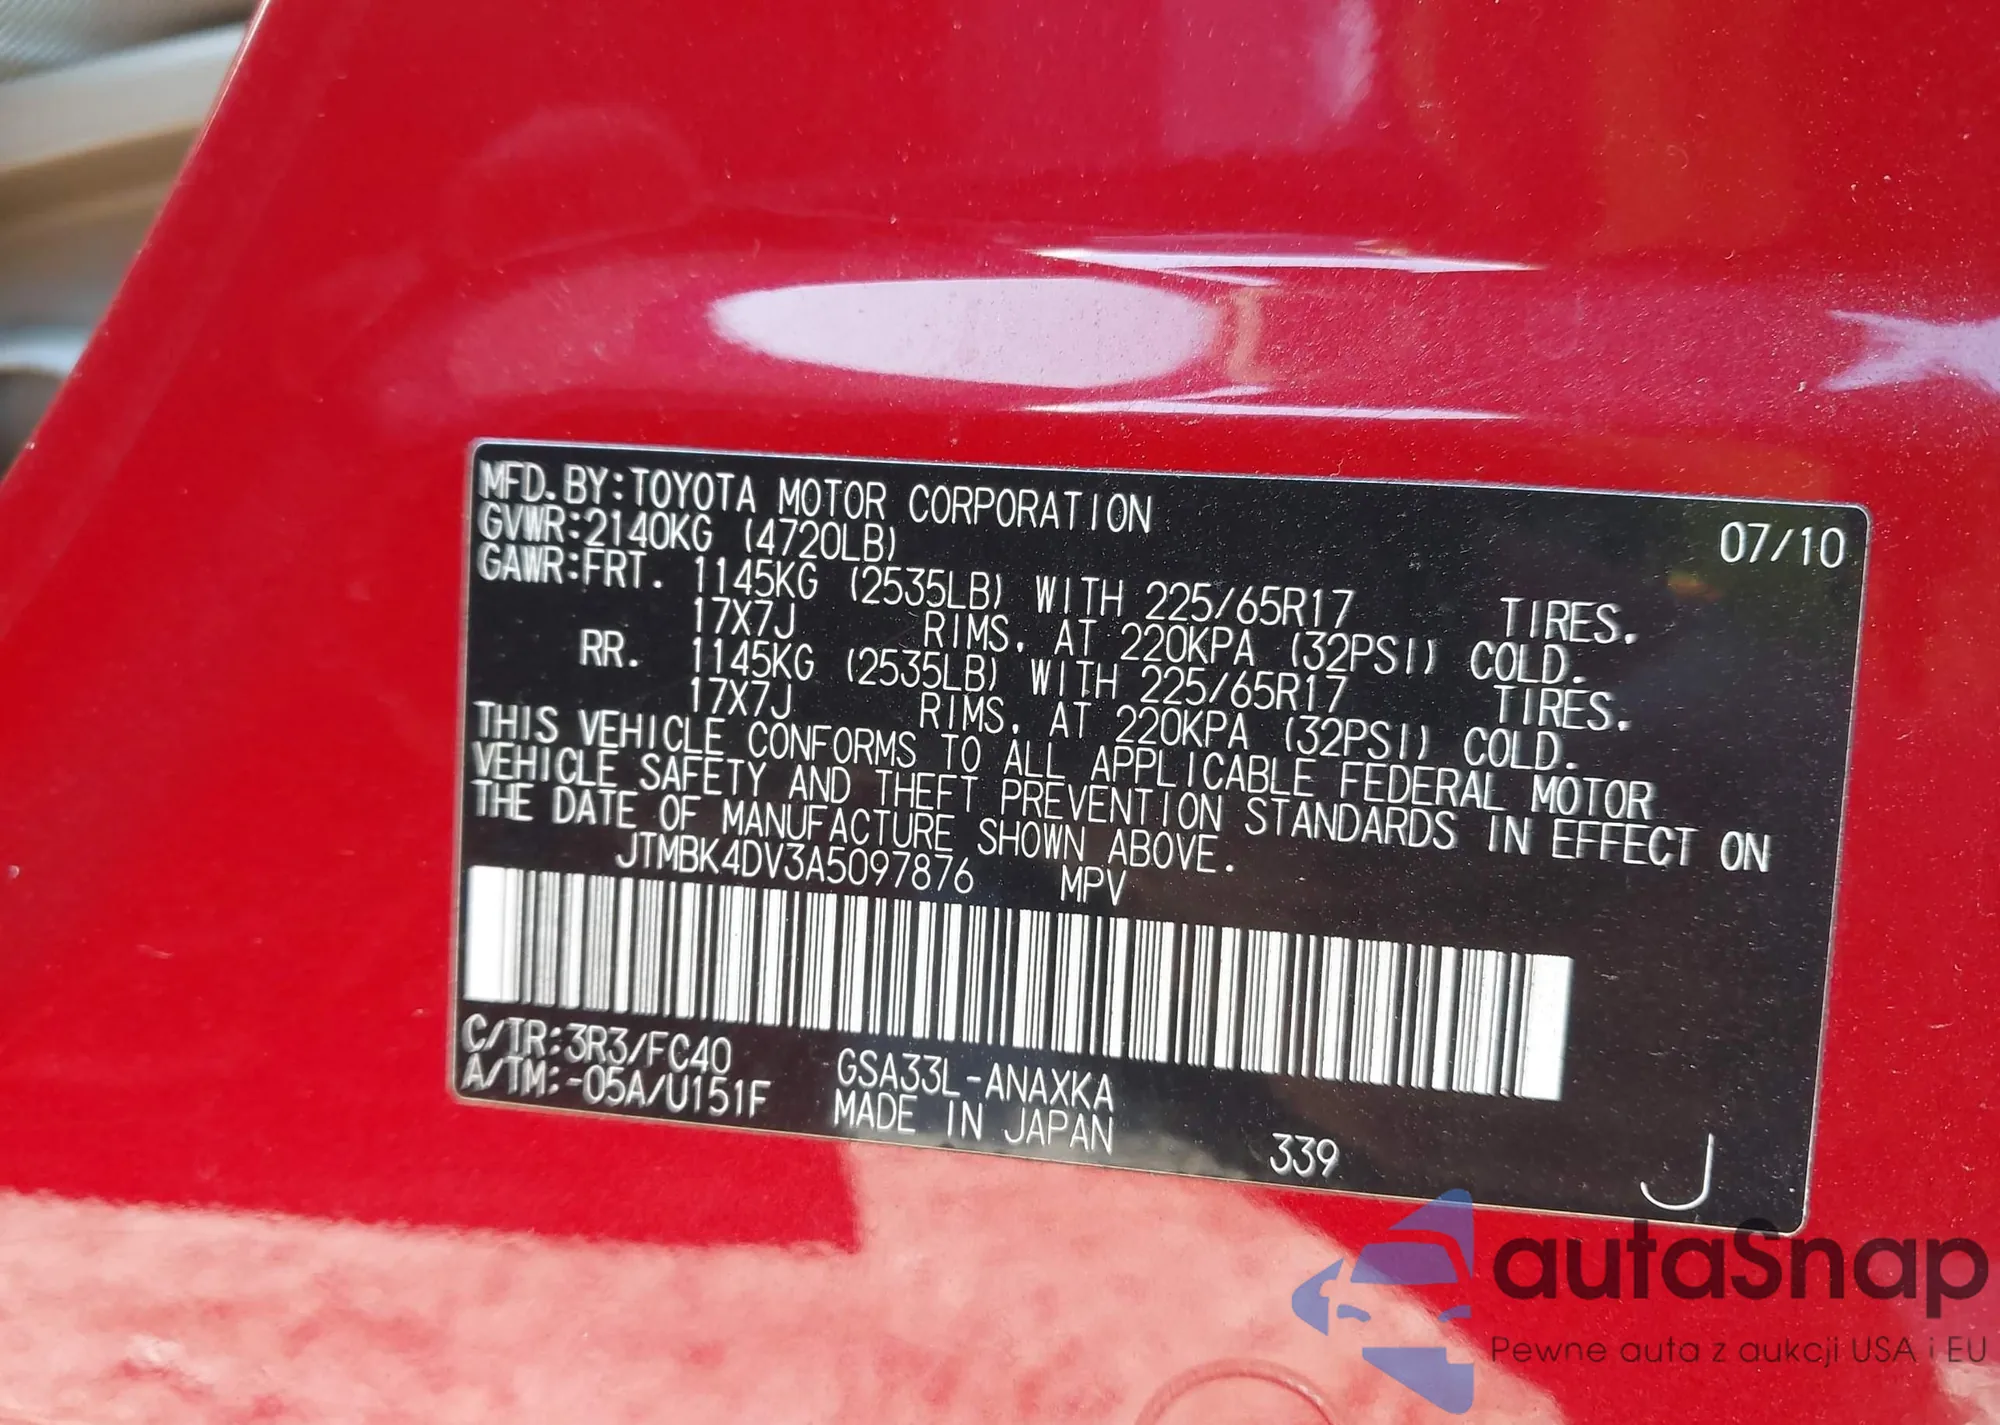 MFD.BY:TOYOTA MOTOR CORPORATION 07/10
GVWR:2140KG (4720LB)
GAWR:FRT. 1145KG (2535LB) WITH 225/65R17 TIRES.
17X7J RIMS, AT 220KPA (32PSI) COLD.
RR. 1145KG (2535LB) WITH 225/65R17 TIRES.
17X7J RIMS, AT 220KPA (32PSI) COLD.
THIS VEHICLE CONFORMS TO ALL APPLICABLE FEDERAL MOTOR
VEHICLE SAFETY AND THEFT PREVENTION STANDARDS IN EFFECT ON
THE DATE OF MANUFACTURE SHOWN ABOVE.
JTMBK4DV3A5097876 MPV
C/TR:3R3/FC40 GSA33L-ANAXKA
A/TM:-05A/U151F MADE IN JAPAN
339 J
autaSnap
Pewne auta z aukcji USA i EU